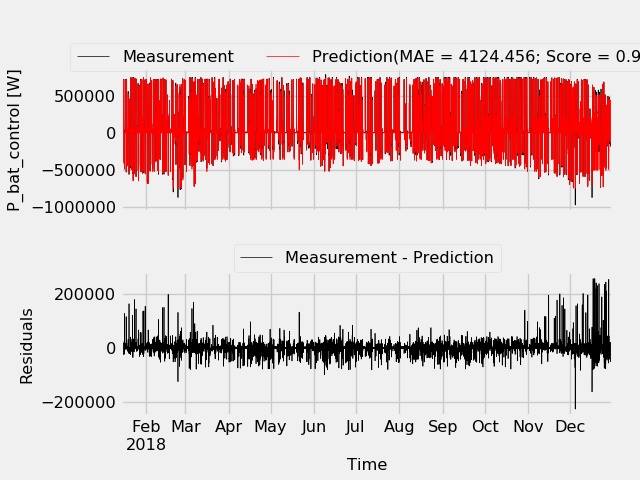 Measurement Prediction(MAE = 4124.456; Score = 0.9
P_bat_control [W]
500000
0
−500000
−1000000
Measurement - Prediction
Residuals
200000
0
−200000
Feb Mar Apr May Jun Jul Aug Sep Oct Nov Dec
2018
Time